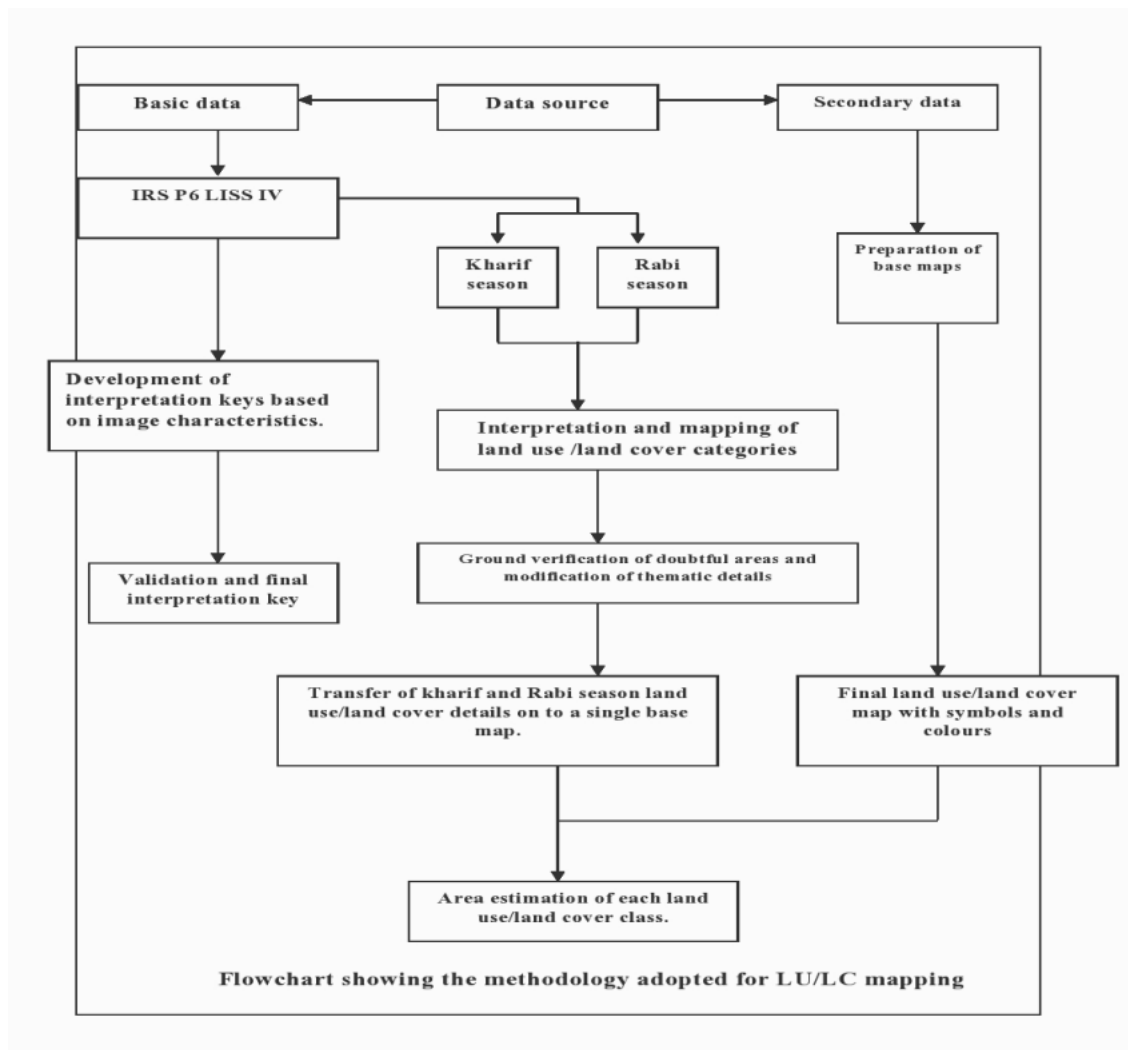 Basic data
Data source
Secondary data
IRS P6 LISS IV
Kharif
season
Rabi
season
Preparation of
base maps
Development of
interpretation keys based
on image characteristics.
Interpretation and mapping of
land use /land cover categories
Ground verification of doubtful areas and
modification of thematic details
Validation and final
interpretation key
Transfer of kharif and Rabi season land
use/land cover details on to a single base
map.
Final land use/land cover
map with symbols and
colours
Area estimation of each land
use/land cover class.
Flowchart showing the methodology adopted for LU/LC mapping